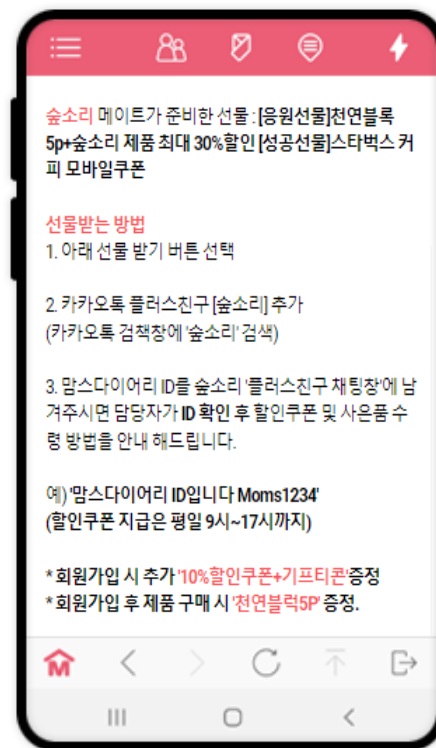 숲소리 메이트가 준비한 선물 : [응원선물]천연블록
5p+숲소리 제품 최대 30%할인 [성공선물]스타벅스 커
피 모바일쿠폰
선물받는 방법
1. 아래 선물 받기 버튼 선택
2. 카카오톡 플러스친구 [숲소리] 추가
(카카오톡 검책창에 '숲소리' 검색)
3. 맘스다이어리 ID를 숲소리 '플러스친구 채팅창'에 남
겨주시면 담당자가 ID 확인 후 할인쿠폰 및 사은품 수
령 방법을 안내 해드립니다.
예) '맘스다이어리 ID입니다 Moms1234'
(할인쿠폰 지급은 평일 9시~17시까지)
* 회원가입 시 추가 '10%할인쿠폰+기프티콘'증정
* 회원가입 후 제품 구매 시 '천연블럭5P' 증정.
M